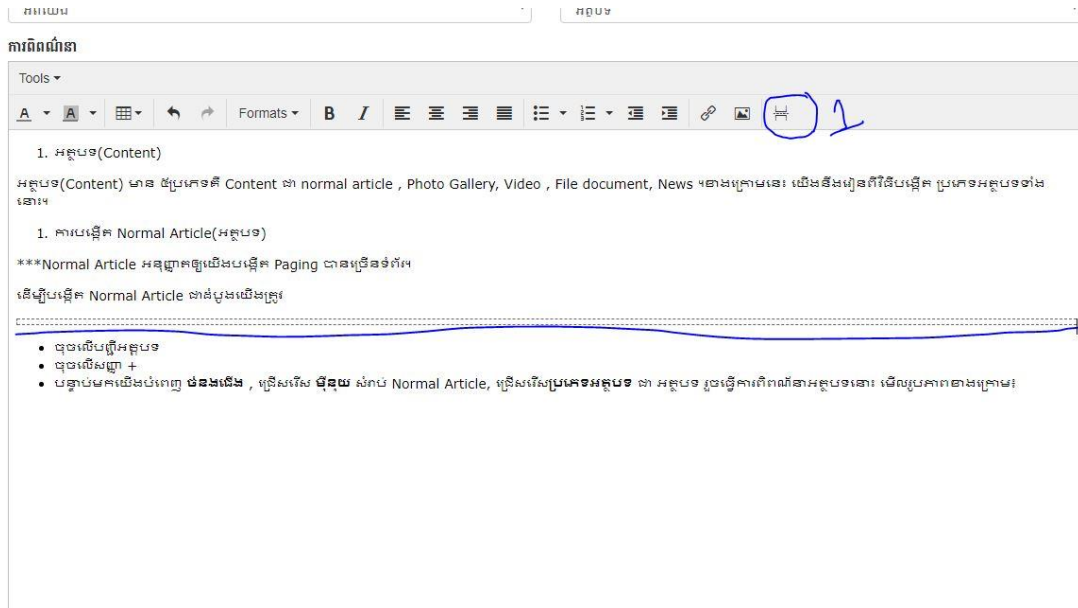 ការពិពណ៌នា
Tools
A A Formats B I
1
1. អត្ថបទ(Content)
អត្ថបទ(Content) មាន ៥ប្រភេទគឺ Content ជា normal article , Photo Gallery, Video , File document, News ។ខាងក្រោមនេះ យើងនឹងរៀនពីវិធីបង្កើត ប្រភេទអត្ថបទទាំង
នោះ។
1. ការបង្កើត Normal Article(អត្ថបទ)
***Normal Article អនុញ្ញាតឲ្យយើងបង្កើត Paging បានច្រើនទំព័រ។
ដើម្បីបង្កើត Normal Article ជាដំបូងយើងត្រូវ
• ចុចលើបញ្ជីអត្ថបទ
• ចុចលើសញ្ញា +
• បន្ទាប់មកយើងបំពេញ ចំនងជើង , ជ្រើសរើស ម៉ឺនុយ សំរាប់ Normal Article, ជ្រើសរើសប្រភេទអត្ថបទ ជា អត្ថបទ រួចធ្វើការពិពណ៌នាអត្ថបទនោះ មើលរូបភាពខាងក្រោម៖